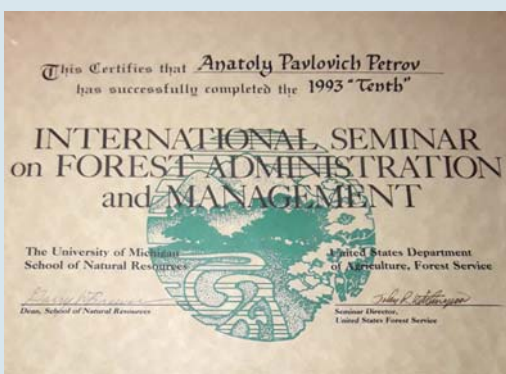 This Certifies that Anatoly Pavlovich Petrov
has successfully completed the 1993 "Tenth"
INTERNATIONAL SEMINAR
on FOREST ADMINISTRATION
and MANAGEMENT
The University of Michigan
School of Natural Resources
Dean, School of Natural Resources
United States Department
of Agriculture, Forest Service
Seminar Director,
United States Forest Service